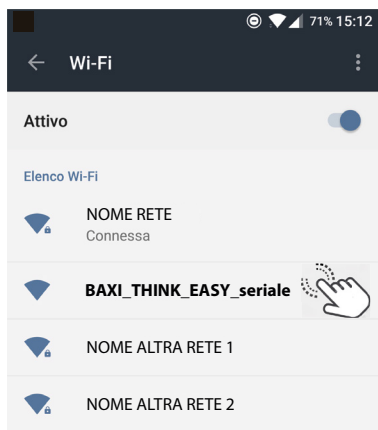 71% 15:12
Wi-Fi
Attivo
Elenco Wi-Fi
NOME RETE
Connessa
BAXI_THINK_EASY_seriale
NOME ALTRA RETE 1
NOME ALTRA RETE 2